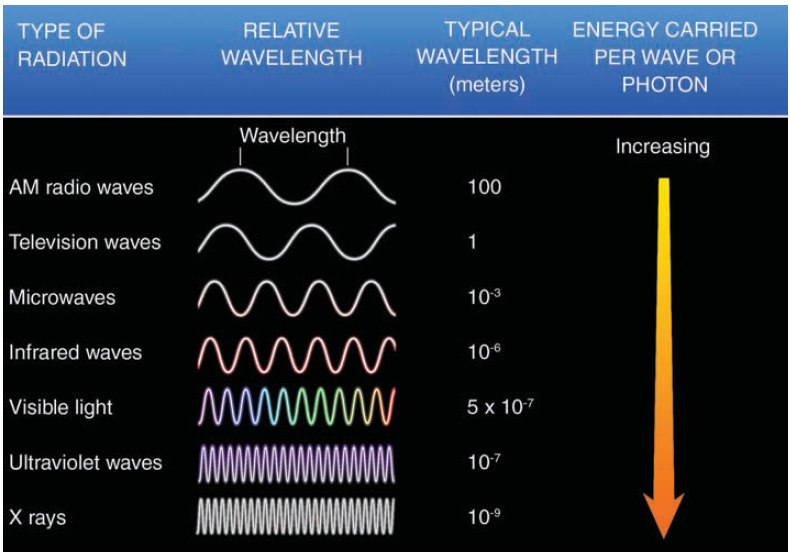 TYPE OF
RADIATION
RELATIVE
WAVELENGTH
TYPICAL
WAVELENGTH
(meters)
ENERGY CARRIED
PER WAVE OR
PHOTON
Wavelength
Increasing
AM radio waves 100
Television waves 1
Microwaves 10⁻³
Infrared waves 10⁻⁶
Visible light 5 x 10⁻⁷
Ultraviolet waves 10⁻⁷
X rays 10⁻⁹